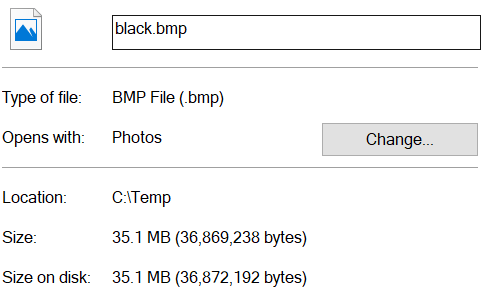 black.bmp
Type of file: BMP File (.bmp)
Opens with: Photos Change...
Location: C:\Temp
Size: 35.1 MB (36,869,238 bytes)
Size on disk: 35.1 MB (36,872,192 bytes)